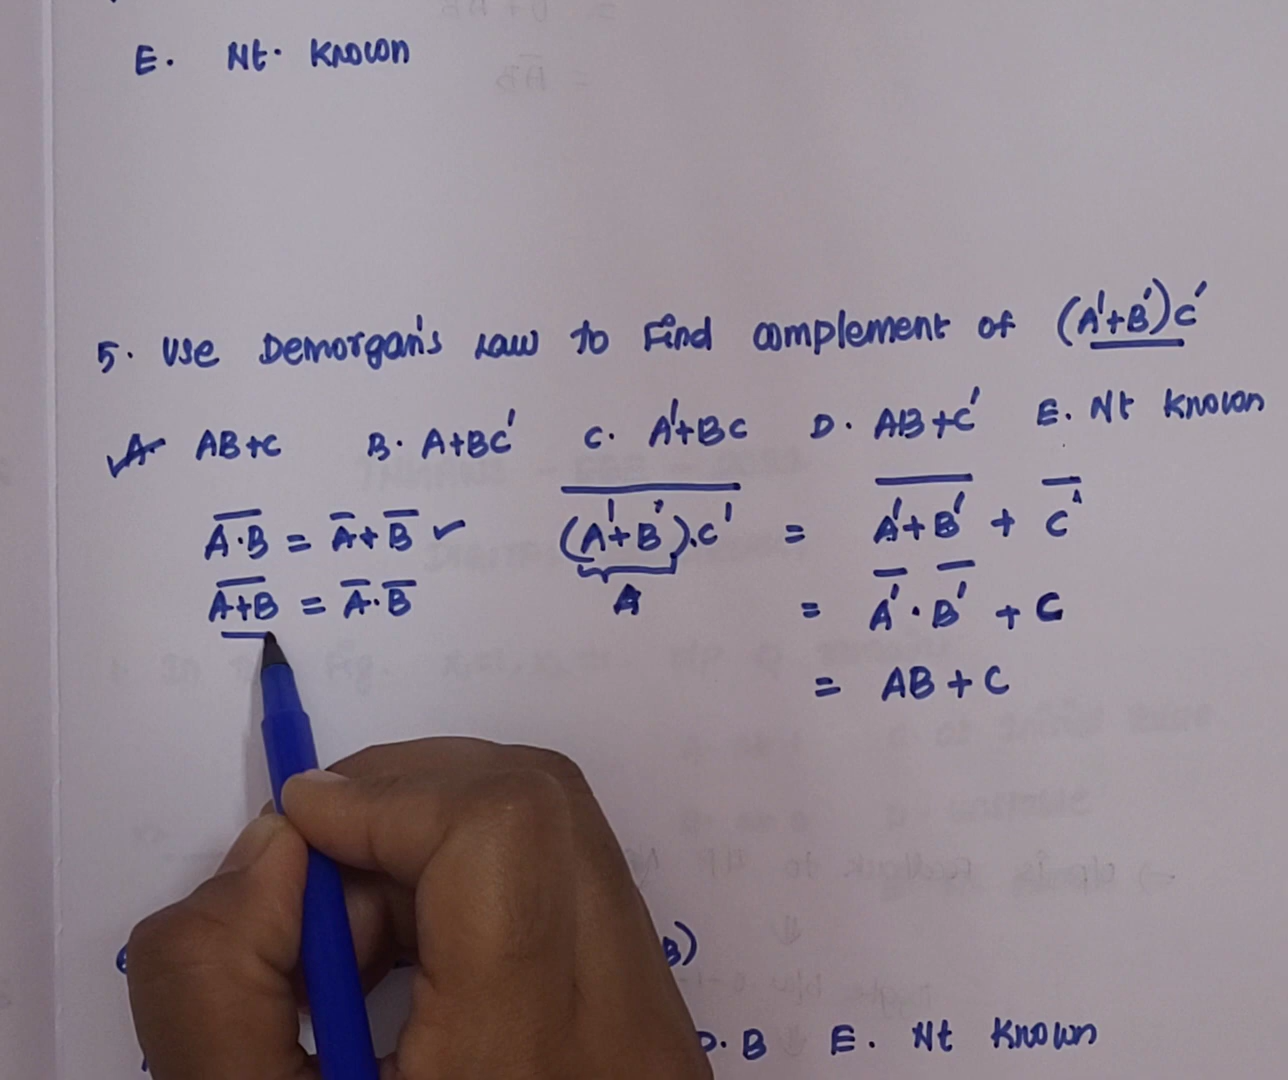 E. Nt. Known
5. Use Demorgan's Law to Find complement of (A'+B')C'
A. AB+C B. A+BC' C. A'+BC D. AB+C' E. Nt Known
A̅·̅B̅ = A̅+B̅ ✓ (̅A̅'̅+̅B̅'̅)̅.̅C̅'̅ = A̅'̅+̅B̅'̅ + C̅'̅
A̅+̅B̅ = A̅·B̅ A = A̅'̅·B̅'̅ + C
= AB+C
B)
D. B E. Nt Known